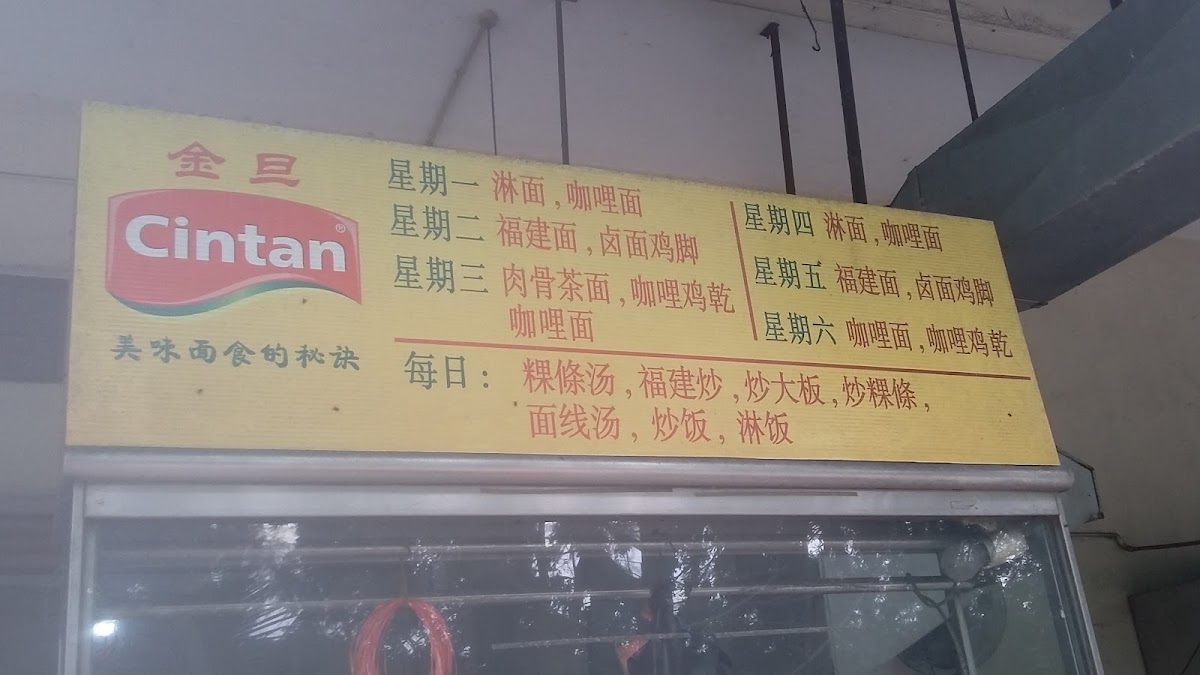 金旦
Cintan®
美味面食的秘诀
星期一 淋面,咖哩面
星期二 福建面,卤面鸡脚
星期三 肉骨茶面,咖哩鸡乾
咖哩面
星期四 淋面,咖哩面
星期五 福建面,卤面鸡脚
星期六 咖哩面,咖哩鸡乾
每日: 粿條汤,福建炒,炒大板,炒粿條,
面线汤,炒饭,淋饭